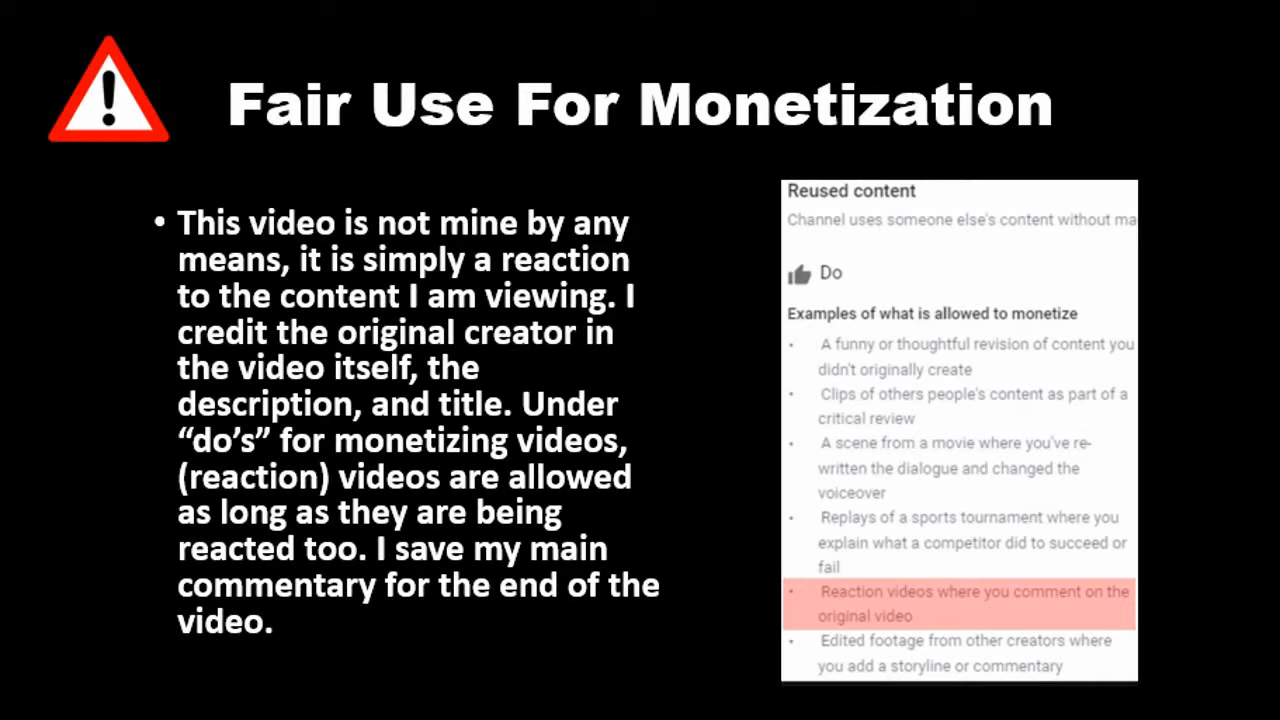 Fair Use For Monetization
• This video is not mine by any
means, it is simply a reaction
to the content I am viewing. I
credit the original creator in
the video itself, the
description, and title. Under
“do’s” for monetizing videos,
(reaction) videos are allowed
as long as they are being
reacted too. I save my main
commentary for the end of the
video.
Reused content
Channel uses someone else's content without ma
Do
Examples of what is allowed to monetize
• A funny or thoughtful revision of content you
didn't originally create
• Clips of others people's content as part of a
critical review
• A scene from a movie where you've re-
written the dialogue and changed the
voiceover
• Replays of a sports tournament where you
explain what a competitor did to succeed or
fail
• Reaction videos where you comment on the
original video
• Edited footage from other creators where
you add a storyline or commentary